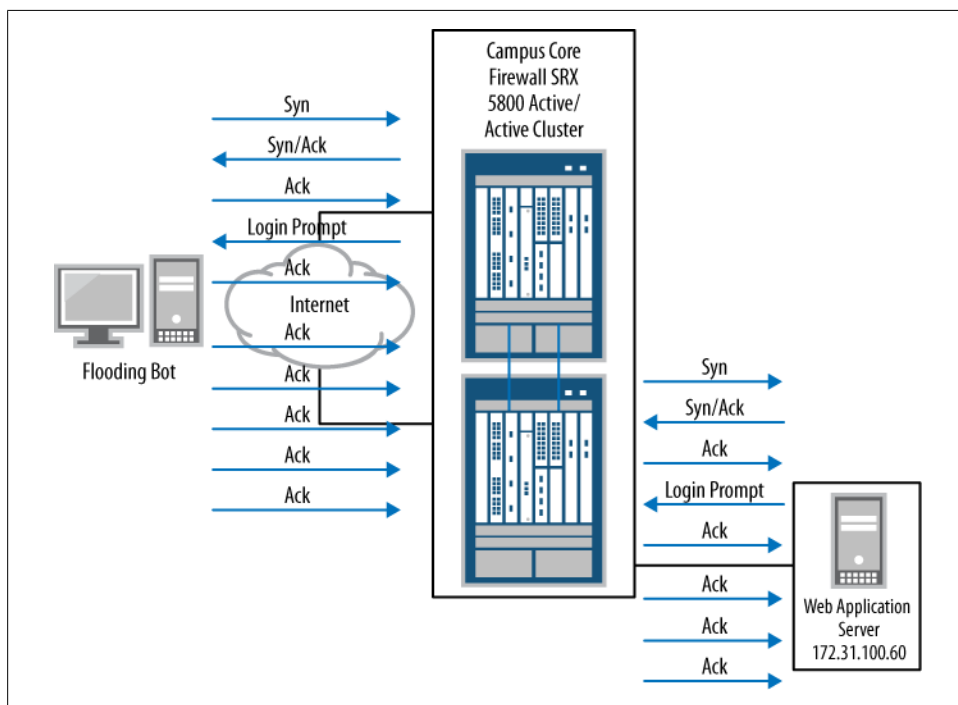 Campus Core
Firewall SRX
5800 Active/
Active Cluster
Syn
Syn/Ack
Ack
Login Prompt
Ack
Internet
Ack
Ack
Ack
Ack
Ack
Flooding Bot
Syn
Syn/Ack
Ack
Login Prompt
Ack
Ack
Ack
Ack
Web Application
Server
172.31.100.60